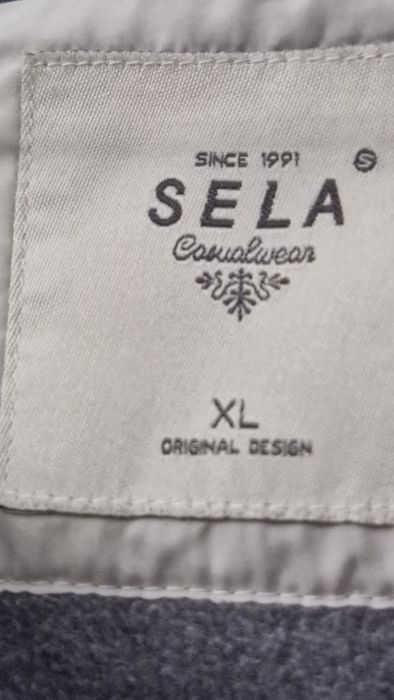 SINCE 1991 S
SELA
Casualwear
XL
ORIGINAL DESIGN